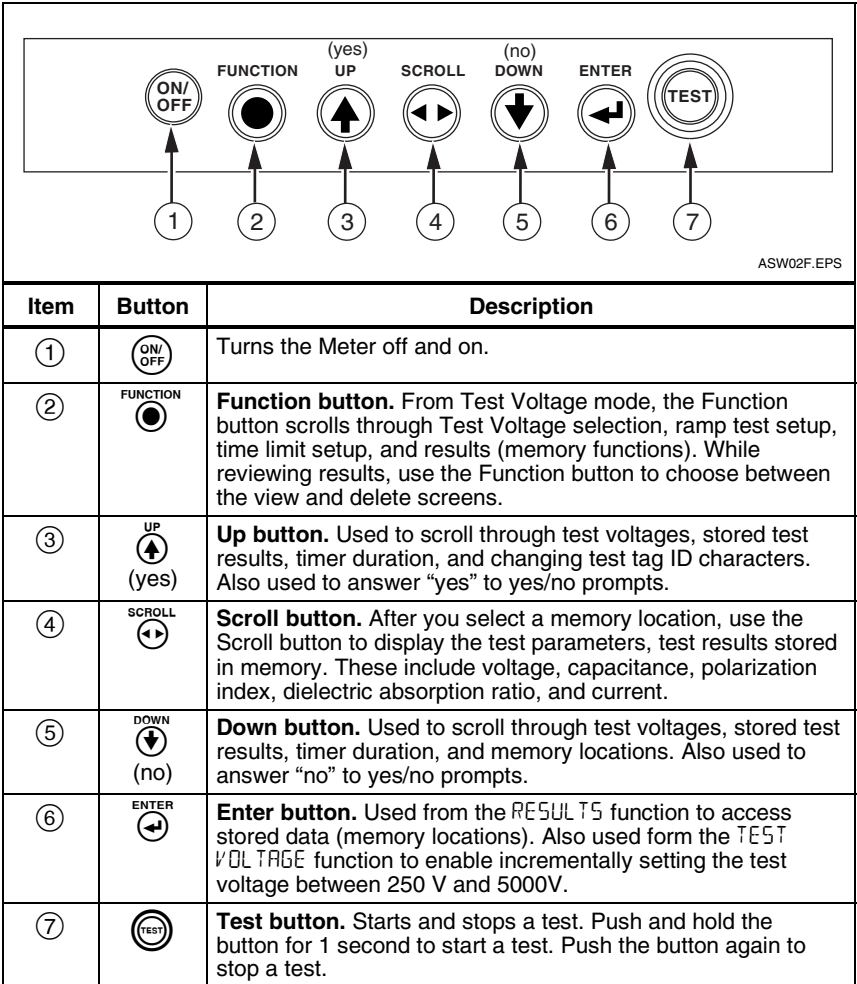 (yes) (no)
FUNCTION UP SCROLL DOWN ENTER
ON/
OFF
TEST
1 2 3 4 5 6 7
ASW02F.EPS
Item Button Description
1 ON/
OFF
Turns the Meter off and on.
2 FUNCTION
Function button. From Test Voltage mode, the Function
button scrolls through Test Voltage selection, ramp test setup,
time limit setup, and results (memory functions). While
reviewing results, use the Function button to choose between
the view and delete screens.
3 UP
(yes)
Up button. Used to scroll through test voltages, stored test
results, timer duration, and changing test tag ID characters.
Also used to answer “yes” to yes/no prompts.
4 SCROLL
Scroll button. After you select a memory location, use the
Scroll button to display the test parameters, test results stored
in memory. These include voltage, capacitance, polarization
index, dielectric absorption ratio, and current.
5 DOWN
(no)
Down button. Used to scroll through test voltages, stored test
results, timer duration, and memory locations. Also used to
answer “no” to yes/no prompts.
6 ENTER
Enter button. Used from the RESULTS function to access
stored data (memory locations). Also used form the TEST
VOLTAGE function to enable incrementally setting the test
voltage between 250 V and 5000V.
7 TEST
Test button. Starts and stops a test. Push and hold the
button for 1 second to start a test. Push the button again to
stop a test.